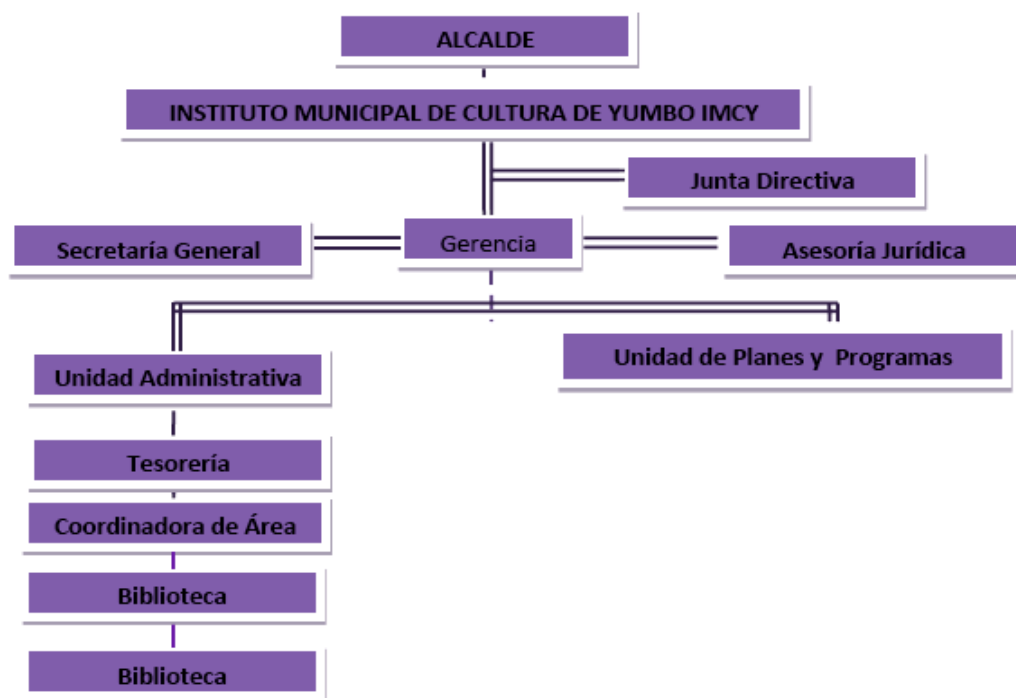 ALCALDE
INSTITUTO MUNICIPAL DE CULTURA DE YUMBO IMCY
Junta Directiva
Secretaría General
Gerencia
Asesoría Jurídica
Unidad de Planes y Programas
Unidad Administrativa
Tesorería
Coordinadora de Área
Biblioteca
Biblioteca